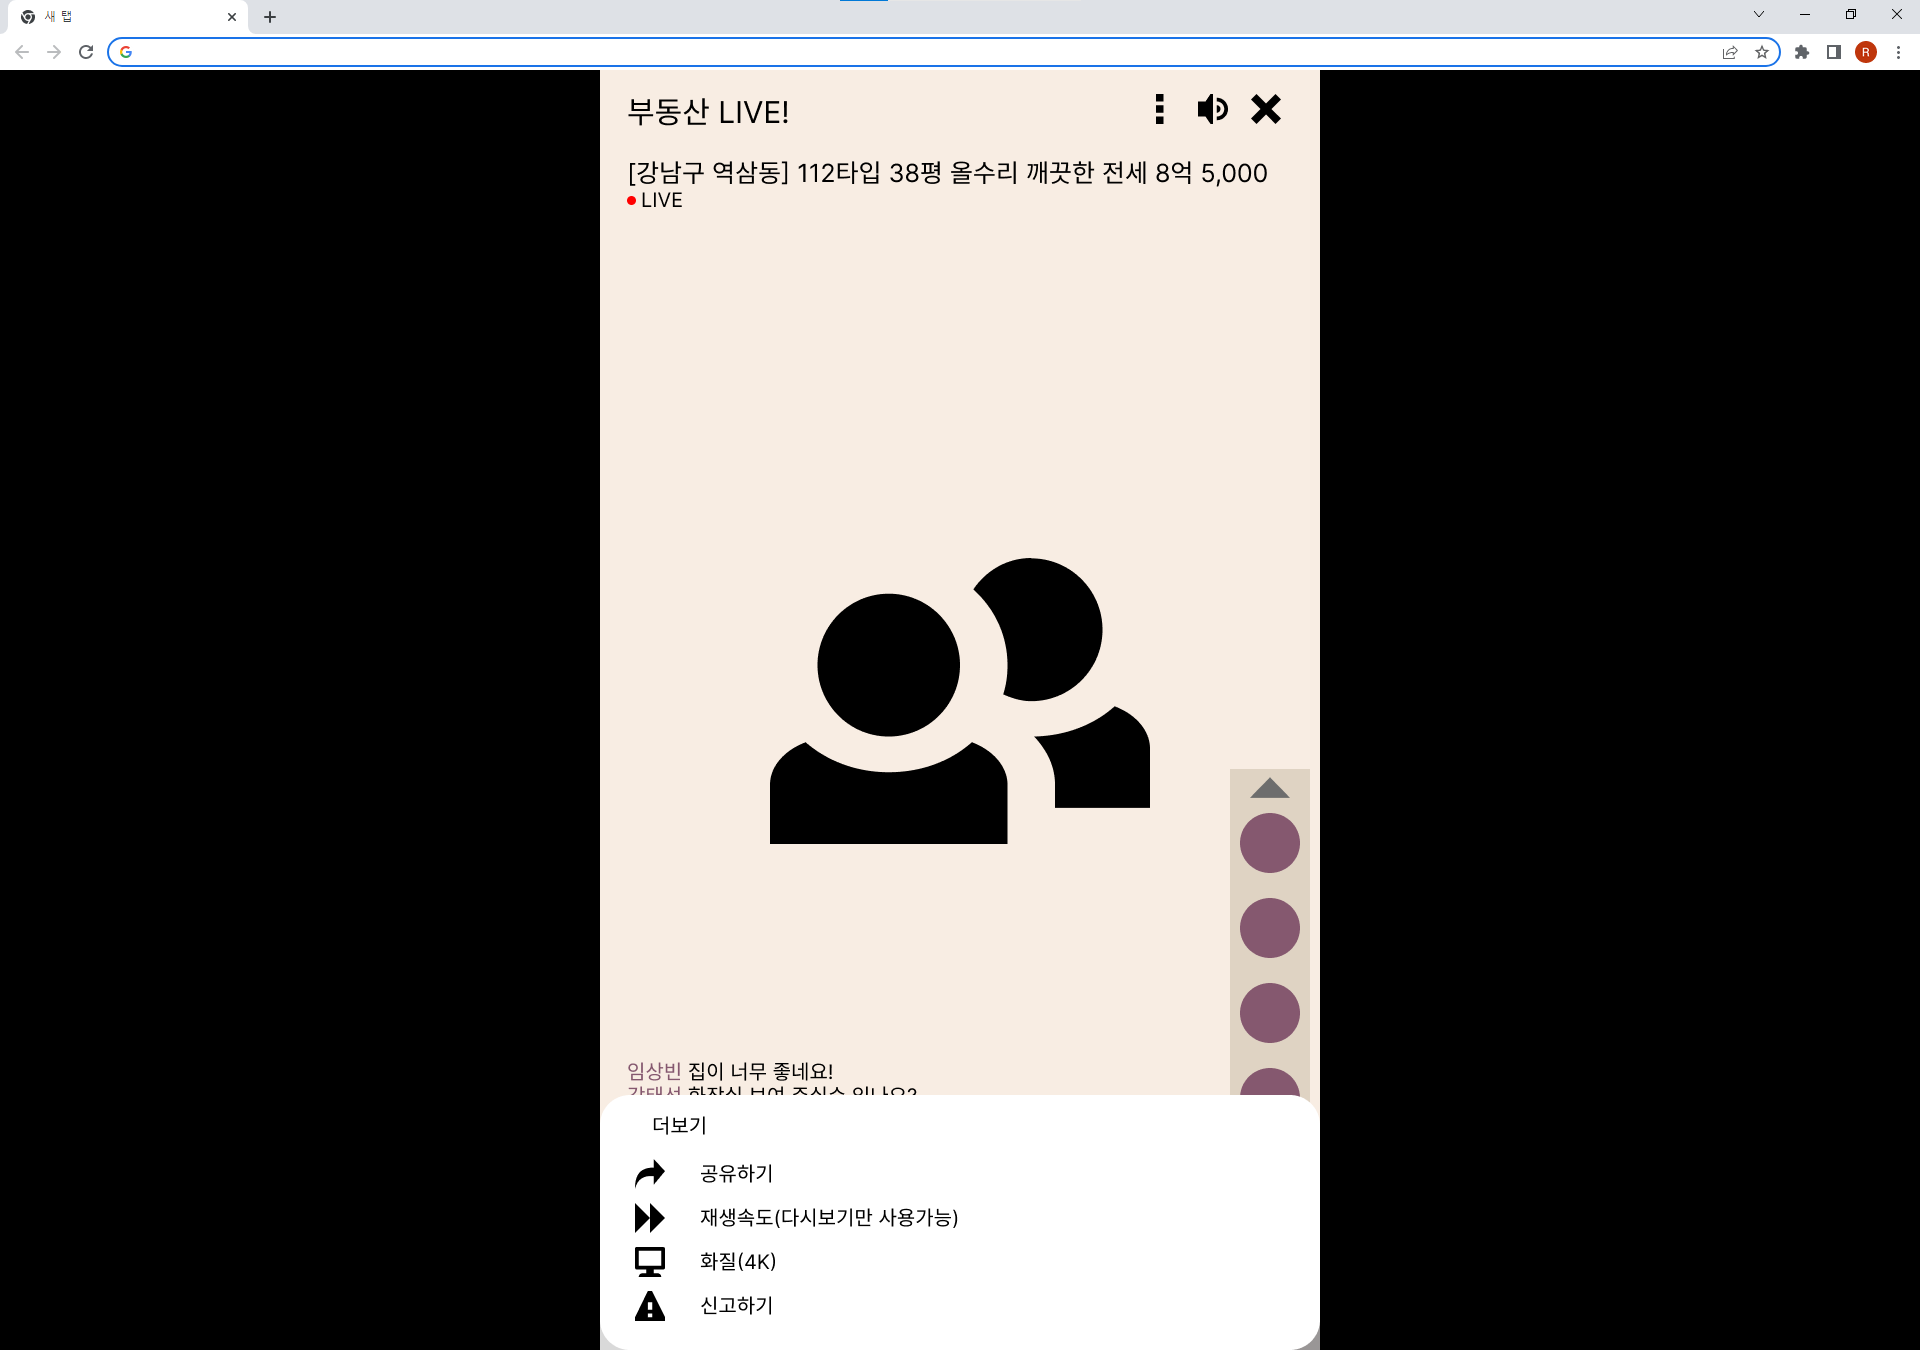 새 탭
R
부동산 LIVE!
[강남구 역삼동] 112타입 38평 올수리 깨끗한 전세 8억 5,000
LIVE
임상빈 집이 너무 좋네요!
더보기
공유하기
재생속도(다시보기만 사용가능)
화질(4K)
신고하기